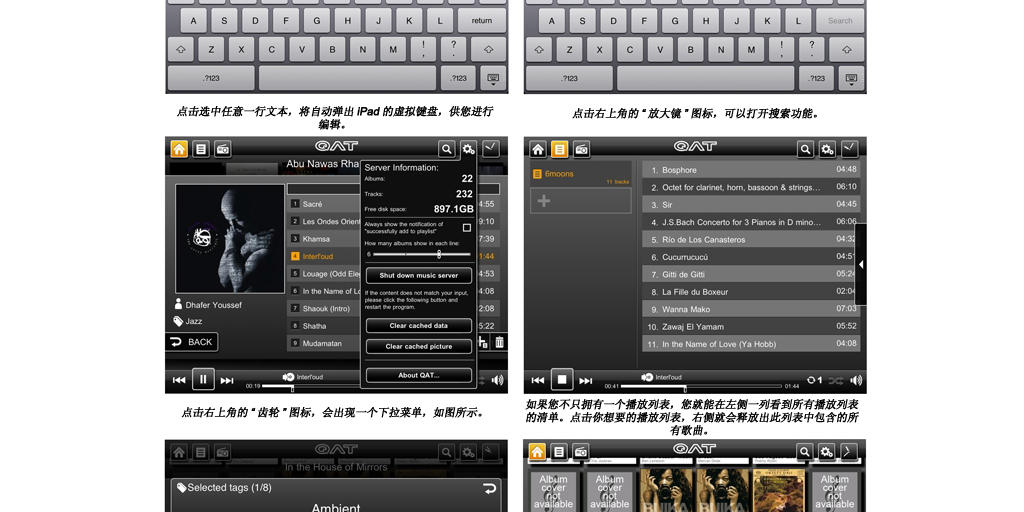 A S D F G H J K L return
Z X C V B N M ! , ? .
.?123 .?123
A S D F G H J K L Search
Z X C V B N M ! , ? .
.?123 .?123
点击选中任意一行文本，将自动弹出 iPad 的虚拟键盘，供您进行
编辑。
点击右上角的“放大镜”图标，可以打开搜索功能。
QAT
Abu Nawas Rha
Server Information:
Albums: 22
Tracks: 232
Free disk space: 897.1GB
Always show the notification of
"successfully add to playlist"
How many albums show in each line:
6
Shut down music server
If the content does not match your input,
please click the following button and
restart the program.
Clear cached data
Clear cached picture
About QAT...
1 Sacré 4:55
2 Les Ondes Orient 9:10
3 Khamsa 7:39
4 Interl'oud 1:44
5 Louage (Odd Eleg 4:53
6 In the Name of Lo 4:08
7 Shaouk (Intro) 2:08
8 Shatha 5:22
9 Mudamatan
Dhafer Youssef
Jazz
BACK
Interl'oud
00:19
QAT
6moons
11 tracks
1. Bosphore 04:48
2. Octet for clarinet, horn, bassoon & strings… 06:10
3. Sir 04:45
4. J.S.Bach Concerto for 3 Pianos in D mino… 06:06
5. Río de Los Canasteros 04:32
6. Cucurrucucú 04:51
7. Gitti de Gitti 05:24
8. La Fille du Boxeur 02:04
9. Wanna Mako 07:03
10. Zawaj El Yamam 05:52
11. In the Name of Love (Ya Hobb) 04:08
Interl'oud
00:41 01:44
1
点击右上角的“齿轮”图标，会出现一个下拉菜单，如图所示。
如果您不只拥有一个播放列表，您就能在左侧一列看到所有播放列表
的清单。点击你想要的播放列表，右侧就会释放出此列表中包含的所
有歌曲。
QAT
In the House of Mirrors
Selected tags (1/8)
Ambient
QAT
Album
cover
not
available
Album
cover
not
available
BUIKA
BUIKA
Album
cover
not
available